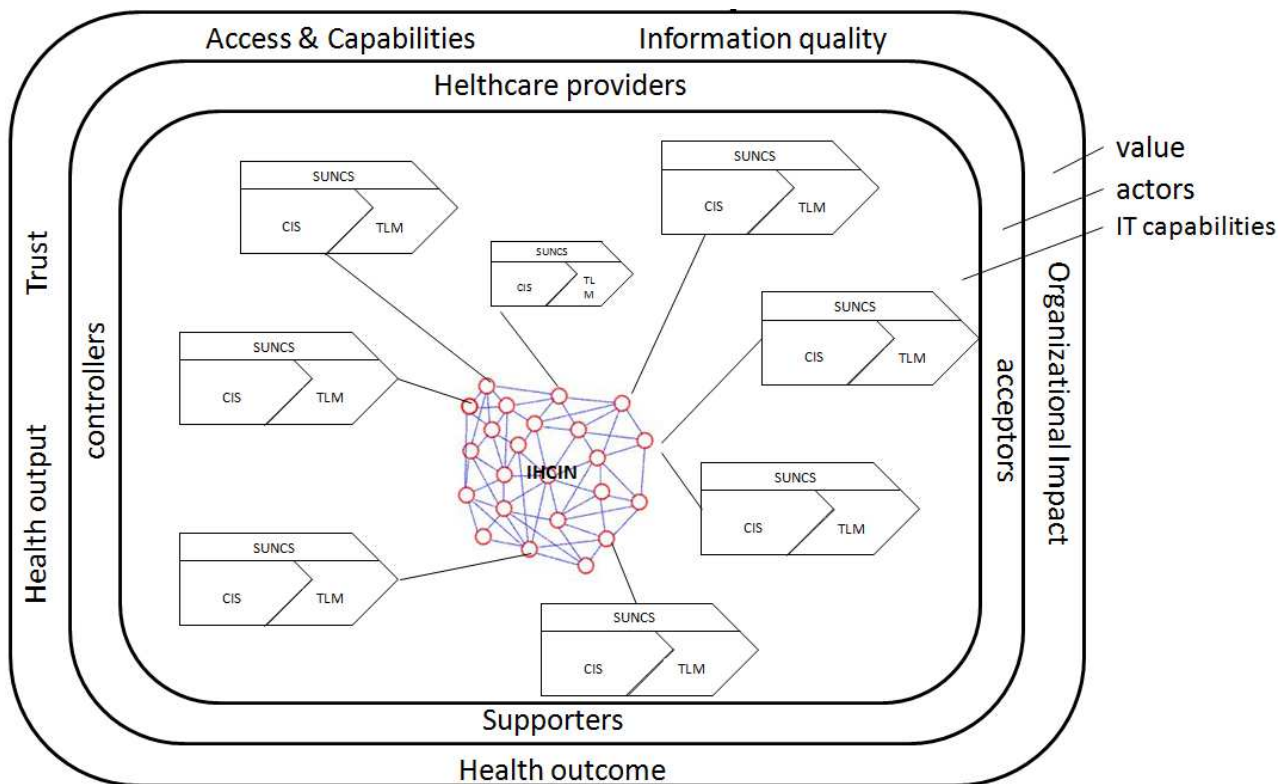 Access & Capabilities
Information quality
Helthcare providers
value
actors
IT capabilities
Trust
Health output
controllers
acceptors
Organizational Impact
SUNCS
CIS
TLM
SUNCS
CIS
TLM
SUNCS
CIS
TL
M
SUNCS
CIS
TLM
SUNCS
CIS
TLM
IHCIN
SUNCS
CIS
TLM
SUNCS
CIS
TLM
SUNCS
CIS
TLM
Supporters
Health outcome